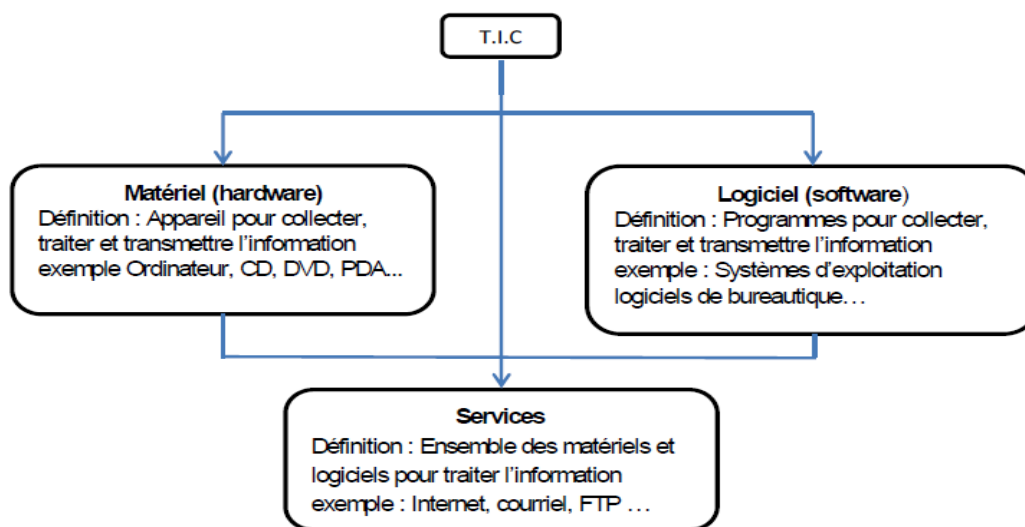 T.I.C
Matériel (hardware)
Définition : Appareil pour collecter,
traiter et transmettre l’information
exemple Ordinateur, CD, DVD, PDA...
Logiciel (software)
Définition : Programmes pour collecter,
traiter et transmettre l’information
exemple : Systèmes d’exploitation
logiciels de bureautique…
Services
Définition : Ensemble des matériels et
logiciels pour traiter l’information
exemple : Internet, courriel, FTP …